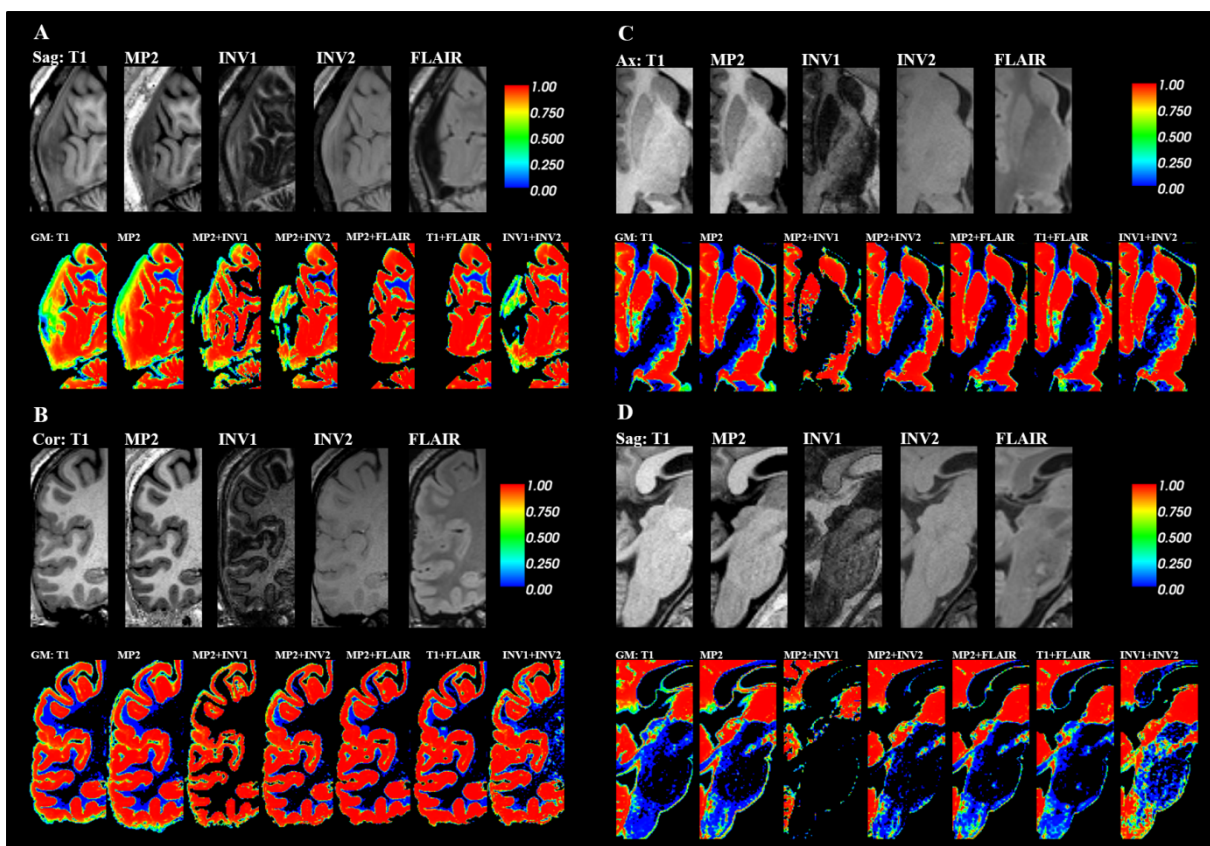 A
Sag: T1 MP2 INV1 INV2 FLAIR
1.00
0.750
0.500
0.250
0.00
GM: T1 MP2 MP2+INV1 MP2+INV2 MP2+FLAIR T1+FLAIR INV1+INV2
B
Cor: T1 MP2 INV1 INV2 FLAIR
1.00
0.750
0.500
0.250
0.00
GM: T1 MP2 MP2+INV1 MP2+INV2 MP2+FLAIR T1+FLAIR INV1+INV2
C
Ax: T1 MP2 INV1 INV2 FLAIR
1.00
0.750
0.500
0.250
0.00
GM: T1 MP2 MP2+INV1 MP2+INV2 MP2+FLAIR T1+FLAIR INV1+INV2
D
Sag: T1 MP2 INV1 INV2 FLAIR
1.00
0.750
0.500
0.250
0.00
GM: T1 MP2 MP2+INV1 MP2+INV2 MP2+FLAIR T1+FLAIR INV1+INV2